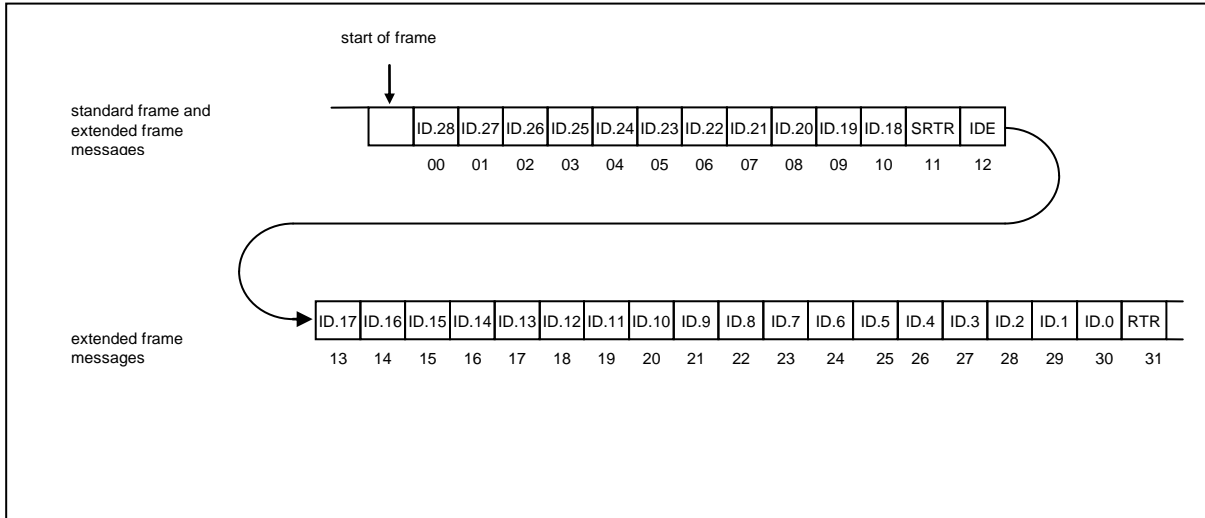 start of frame
standard frame and
extended frame
messages
ID.28 ID.27 ID.26 ID.25 ID.24 ID.23 ID.22 ID.21 ID.20 ID.19 ID.18 SRTR IDE
00 01 02 03 04 05 06 07 08 09 10 11 12
ID.17 ID.16 ID.15 ID.14 ID.13 ID.12 ID.11 ID.10 ID.9 ID.8 ID.7 ID.6 ID.5 ID.4 ID.3 ID.2 ID.1 ID.0 RTR
extended frame
messages
13 14 15 16 17 18 19 20 21 22 23 24 25 26 27 28 29 30 31